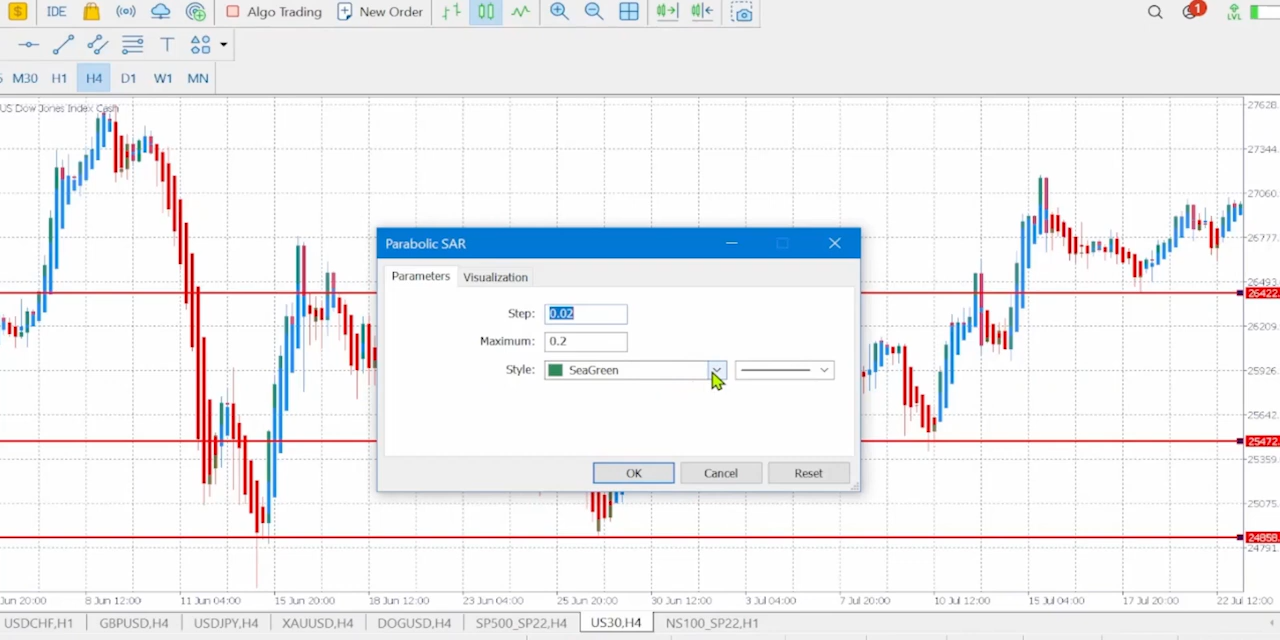 $ IDE Algo Trading New Order 1 LVL
T
M30 H1 H4 D1 W1 MN
US Dow Jones Index Cash
27628.
27344.
27060.
26777.
26493.
26422.
26209.
25926.
25642.
25472.
25359.
25075.
24858.
24791.
Parabolic SAR
Parameters Visualization
Step: 0.02
Maximum: 0.2
Style: SeaGreen
OK Cancel Reset
Jun 20:00 8 Jun 12:00 11 Jun 04:00 15 Jun 20:00 18 Jun 12:00 23 Jun 04:00 25 Jun 20:00 30 Jun 12:00 3 Jul 04:00 7 Jul 20:00 10 Jul 12:00 15 Jul 04:00 17 Jul 20:00 22 Jul 12:00
USDCHF,H1 GBPUSD,H4 USDJPY,H4 XAUUSD,H4 DOGUSD,H4 SP500_SP22,H4 US30,H4 NS100_SP22,H1